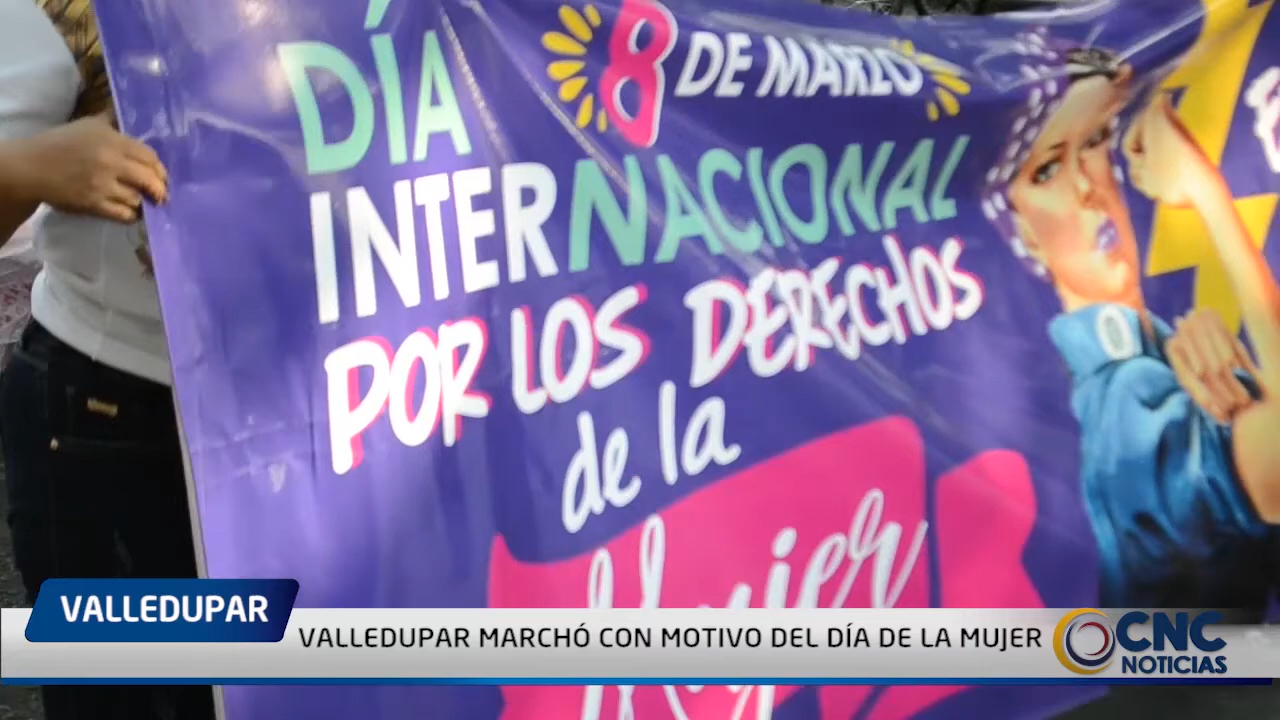 8 DE MARZO
DÍA
INTERNACIONAL
POR LOS DERECHOS
de la
Mujer
VALLEDUPAR
VALLEDUPAR MARCHÓ CON MOTIVO DEL DÍA DE LA MUJER
CNC
NOTICIAS